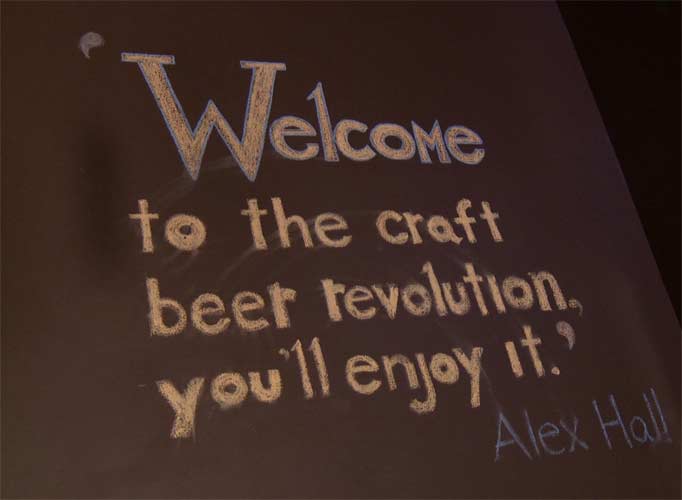 ‘Welcome
to the craft
beer revolution,
you'll enjoy it.’
Alex Hall